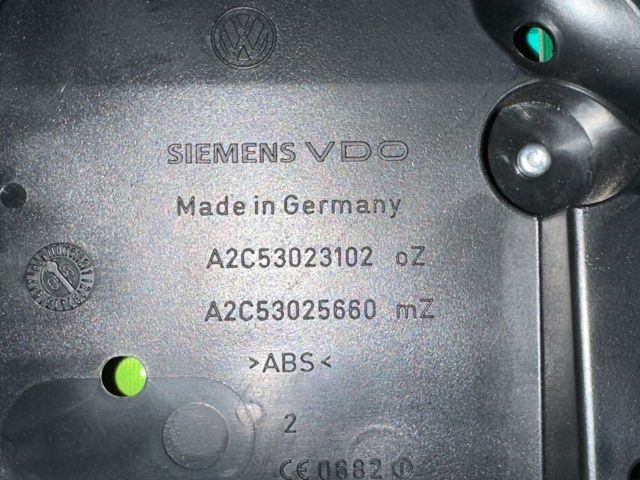 SIEMENS VDO
Made in Germany
A2C53023102 oZ
A2C53025660 mZ
>ABS<
2
CE 0682